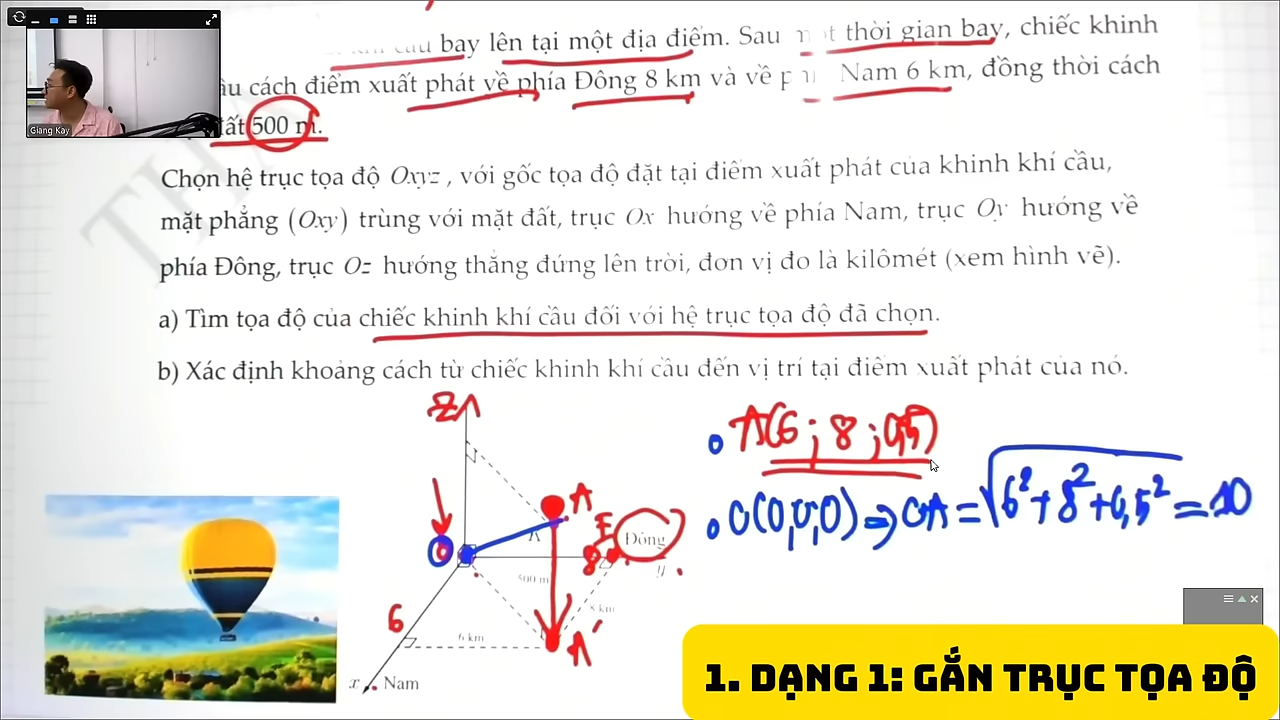 bay lên tại một địa điểm. Sau thời gian bay, chiếc khinh
cách điểm xuất phát về phía Đông 8 km và về Nam 6 km, đồng thời cách
đất 500 m.
Chọn hệ trục tọa độ Oxyz, với gốc tọa độ đặt tại điểm xuất phát của khinh khí cầu,
mặt phẳng (Oxy) trùng với mặt đất, trục Ox hướng về phía Nam, trục Oy hướng về
phía Đông, trục Oz hướng thẳng đứng lên trời, đơn vị đo là kilômét (xem hình vẽ).
a) Tìm tọa độ của chiếc khinh khí cầu đối với hệ trục tọa độ đã chọn.
b) Xác định khoảng cách từ chiếc khinh khí cầu đến vị trí tại điểm xuất phát của nó.
Giang Kay
Z
A(6; 8; 0,5)
O(0,0,0) => OA = √6² + 8² + 0,5² = 10
A
A
E
Đông
O
8
y
500 m
8 km
6
6 km
A'
x
Nam
1. DẠNG 1: GẮN TRỤC TỌA ĐỘ